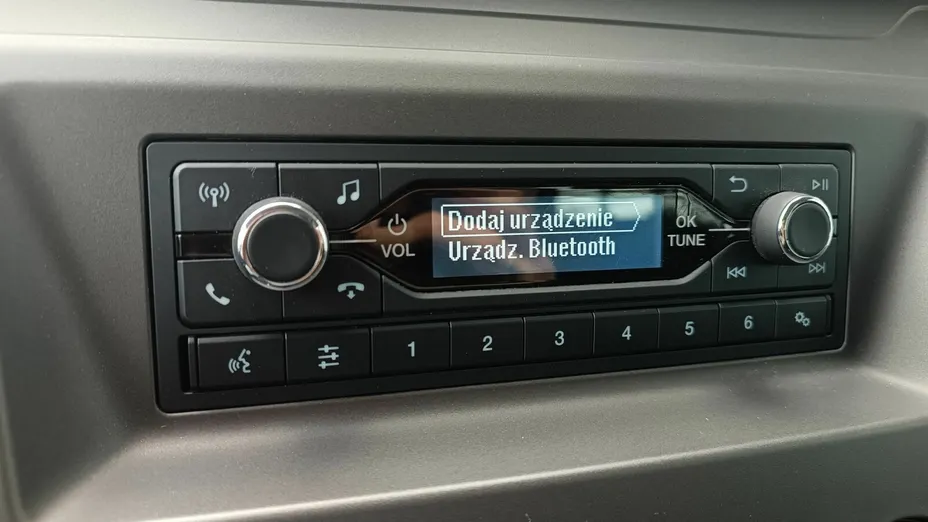 Dodaj urządzenie
Urządz. Bluetooth
VOL
OK
TUNE
1 2 3 4 5 6